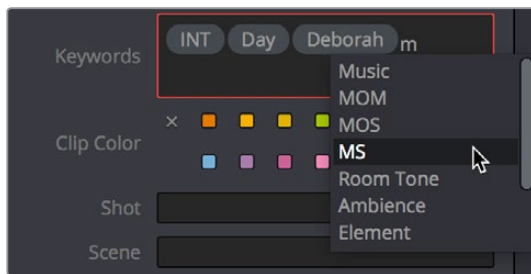 Keywords INT Day Deborah m
Music
MOM
MOS
Clip Color
MS
Room Tone
Shot
Ambience
Scene
Element